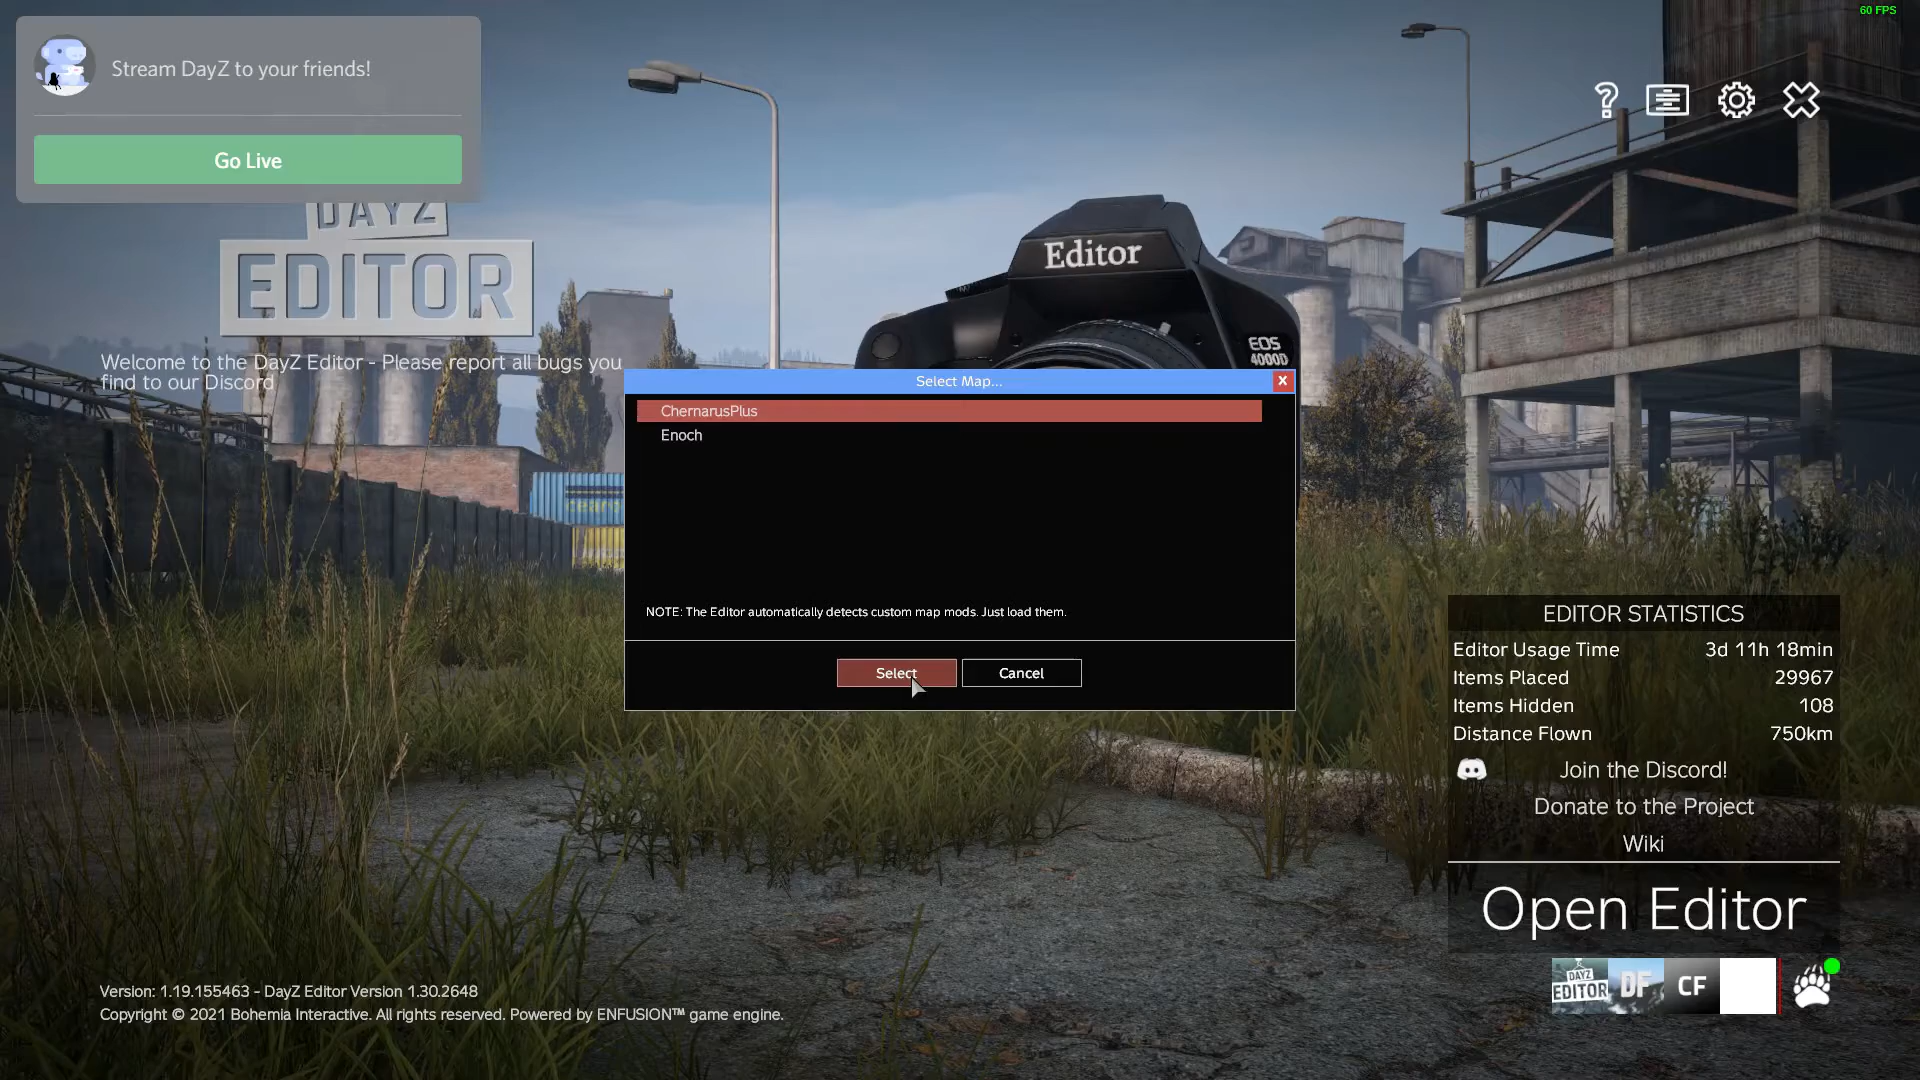 60 FPS
Stream DayZ to your friends!
Go Live
DAYZ
EDITOR
Welcome to the DayZ Editor - Please report all bugs you
find to our Discord
Editor
EOS
4000D
Select Map...
ChernarusPlus
Enoch
NOTE: The Editor automatically detects custom map mods. Just load them.
Select
Cancel
EDITOR STATISTICS
Editor Usage Time 3d 11h 18min
Items Placed 29967
Items Hidden 108
Distance Flown 750km
Join the Discord!
Donate to the Project
Wiki
Open Editor
DAYZ
EDITOR
DF
CF
Version: 1.19.155463 - DayZ Editor Version 1.30.2648
Copyright © 2021 Bohemia Interactive. All rights reserved. Powered by ENFUSION™ game engine.